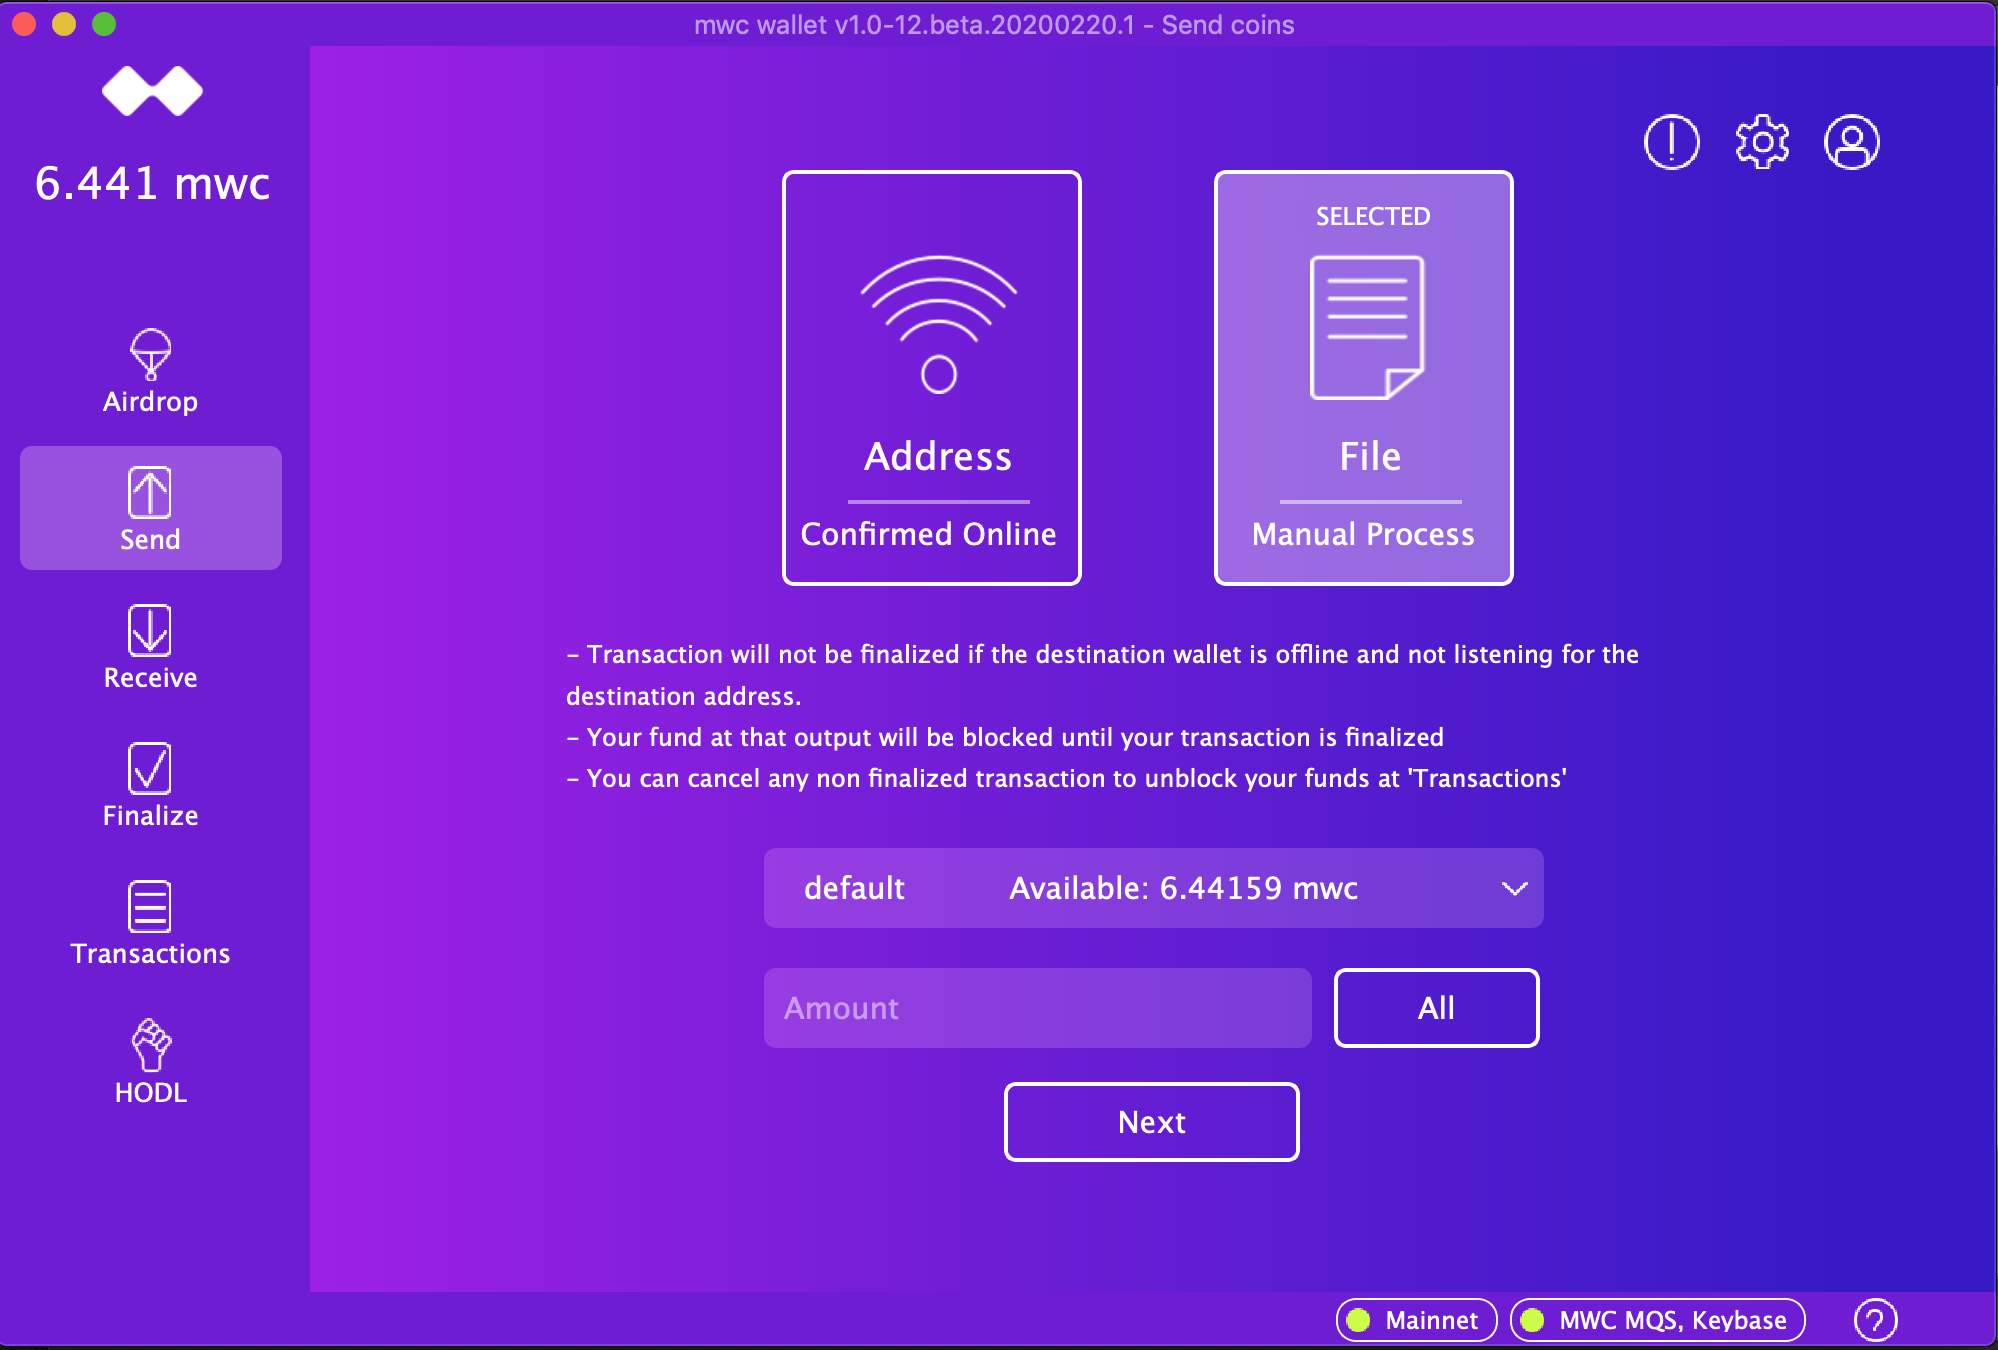 mwc wallet v1.0-12.beta.20200220.1 - Send coins
6.441 mwc
Airdrop
Send
Receive
Finalize
Transactions
HODL
Address
Confirmed Online
SELECTED
File
Manual Process
– Transaction will not be finalized if the destination wallet is offline and not listening for the
destination address.
– Your fund at that output will be blocked until your transaction is finalized
– You can cancel any non finalized transaction to unblock your funds at 'Transactions'
default Available: 6.44159 mwc
Amount
All
Next
Mainnet
MWC MQS, Keybase
?